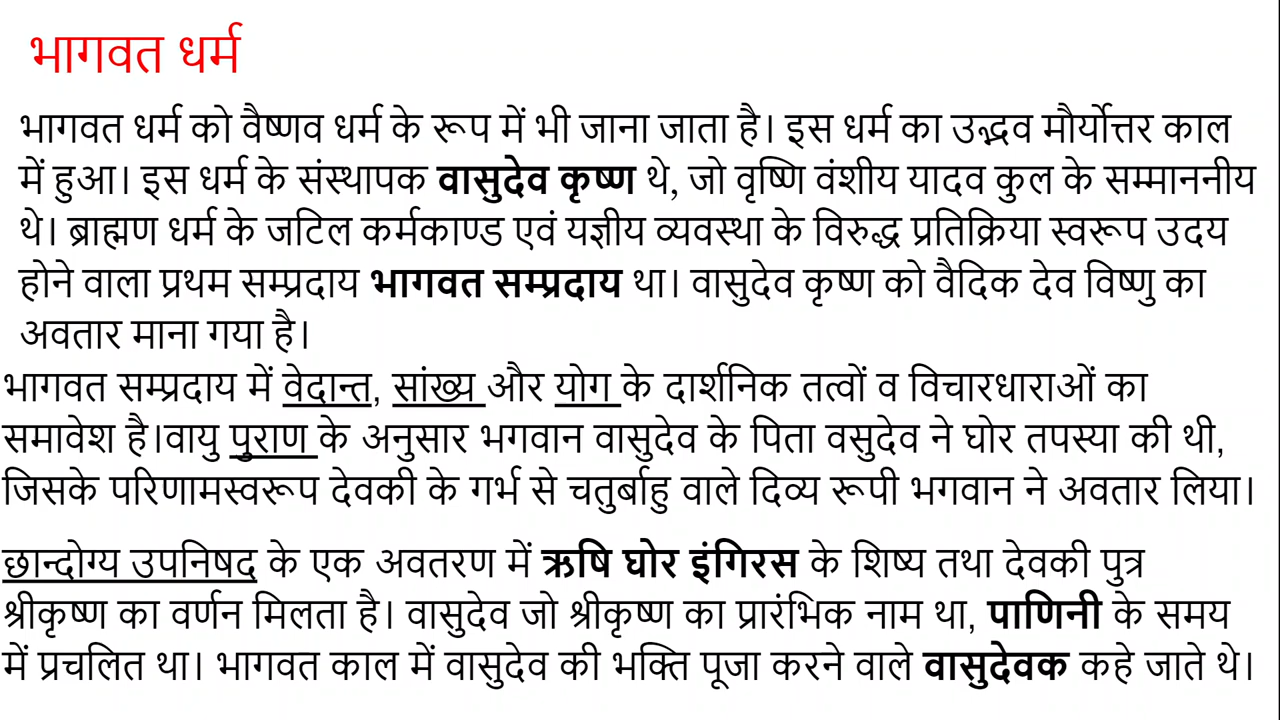 भागवत धर्म
भागवत धर्म को वैष्णव धर्म के रूप में भी जाना जाता है। इस धर्म का उद्भव मौर्योत्तर काल
में हुआ। इस धर्म के संस्थापक वासुदेव कृष्ण थे, जो वृष्णि वंशीय यादव कुल के सम्माननीय
थे। ब्राह्मण धर्म के जटिल कर्मकाण्ड एवं यज्ञीय व्यवस्था के विरुद्ध प्रतिक्रिया स्वरूप उदय
होने वाला प्रथम सम्प्रदाय भागवत सम्प्रदाय था। वासुदेव कृष्ण को वैदिक देव विष्णु का
अवतार माना गया है।
भागवत सम्प्रदाय में वेदान्त, सांख्य और योग के दार्शनिक तत्वों व विचारधाराओं का
समावेश है।वायु पुराण के अनुसार भगवान वासुदेव के पिता वसुदेव ने घोर तपस्या की थी,
जिसके परिणामस्वरूप देवकी के गर्भ से चतुर्बाहु वाले दिव्य रूपी भगवान ने अवतार लिया।
छान्दोग्य उपनिषद के एक अवतरण में ऋषि घोर इंगिरस के शिष्य तथा देवकी पुत्र
श्रीकृष्ण का वर्णन मिलता है। वासुदेव जो श्रीकृष्ण का प्रारंभिक नाम था, पाणिनी के समय
में प्रचलित था। भागवत काल में वासुदेव की भक्ति पूजा करने वाले वासुदेवक कहे जाते थे।